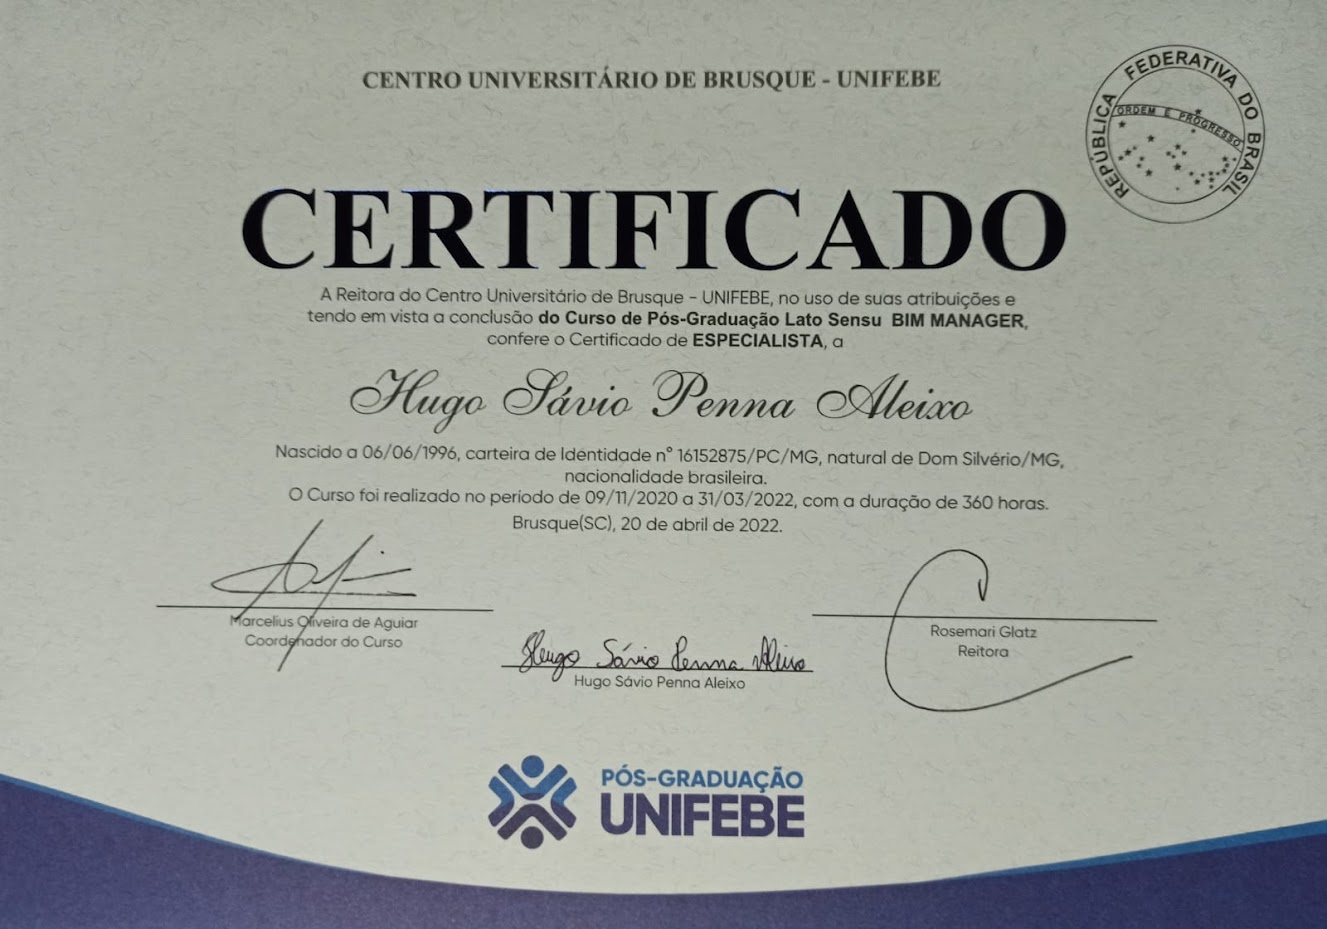 CENTRO UNIVERSITÁRIO DE BRUSQUE - UNIFEBE
REPÚBLICA FEDERATIVA DO BRASIL
ORDEM E PROGRESSO
CERTIFICADO
A Reitora do Centro Universitário de Brusque - UNIFEBE, no uso de suas atribuições e
tendo em vista a conclusão do Curso de Pós-Graduação Lato Sensu BIM MANAGER,
confere o Certificado de ESPECIALISTA, a
Hugo Sávio Penna Aleixo
Nascido a 06/06/1996, carteira de Identidade nº 16152875/PC/MG, natural de Dom Silvério/MG,
nacionalidade brasileira.
O Curso foi realizado no período de 09/11/2020 a 31/03/2022, com a duração de 360 horas.
Brusque(SC), 20 de abril de 2022.
Marcelius Oliveira de Aguiar
Coordenador do Curso
Hugo Sávio Penna Aleixo
Hugo Sávio Penna Aleixo
Rosemari Glatz
Reitora
PÓS-GRADUAÇÃO
UNIFEBE